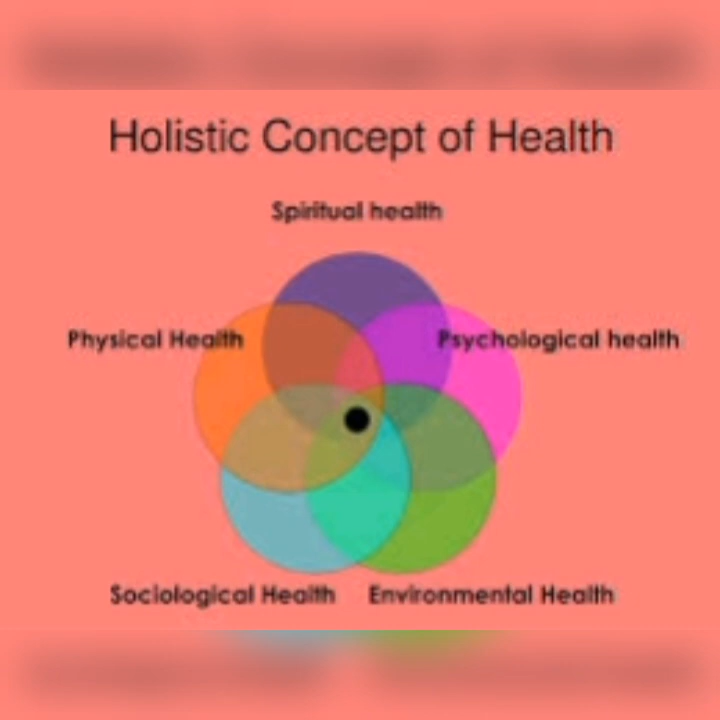 Holistic Concept of Health
Spiritual health
Physical Health
Psychological health
Sociological Health
Environmental Health